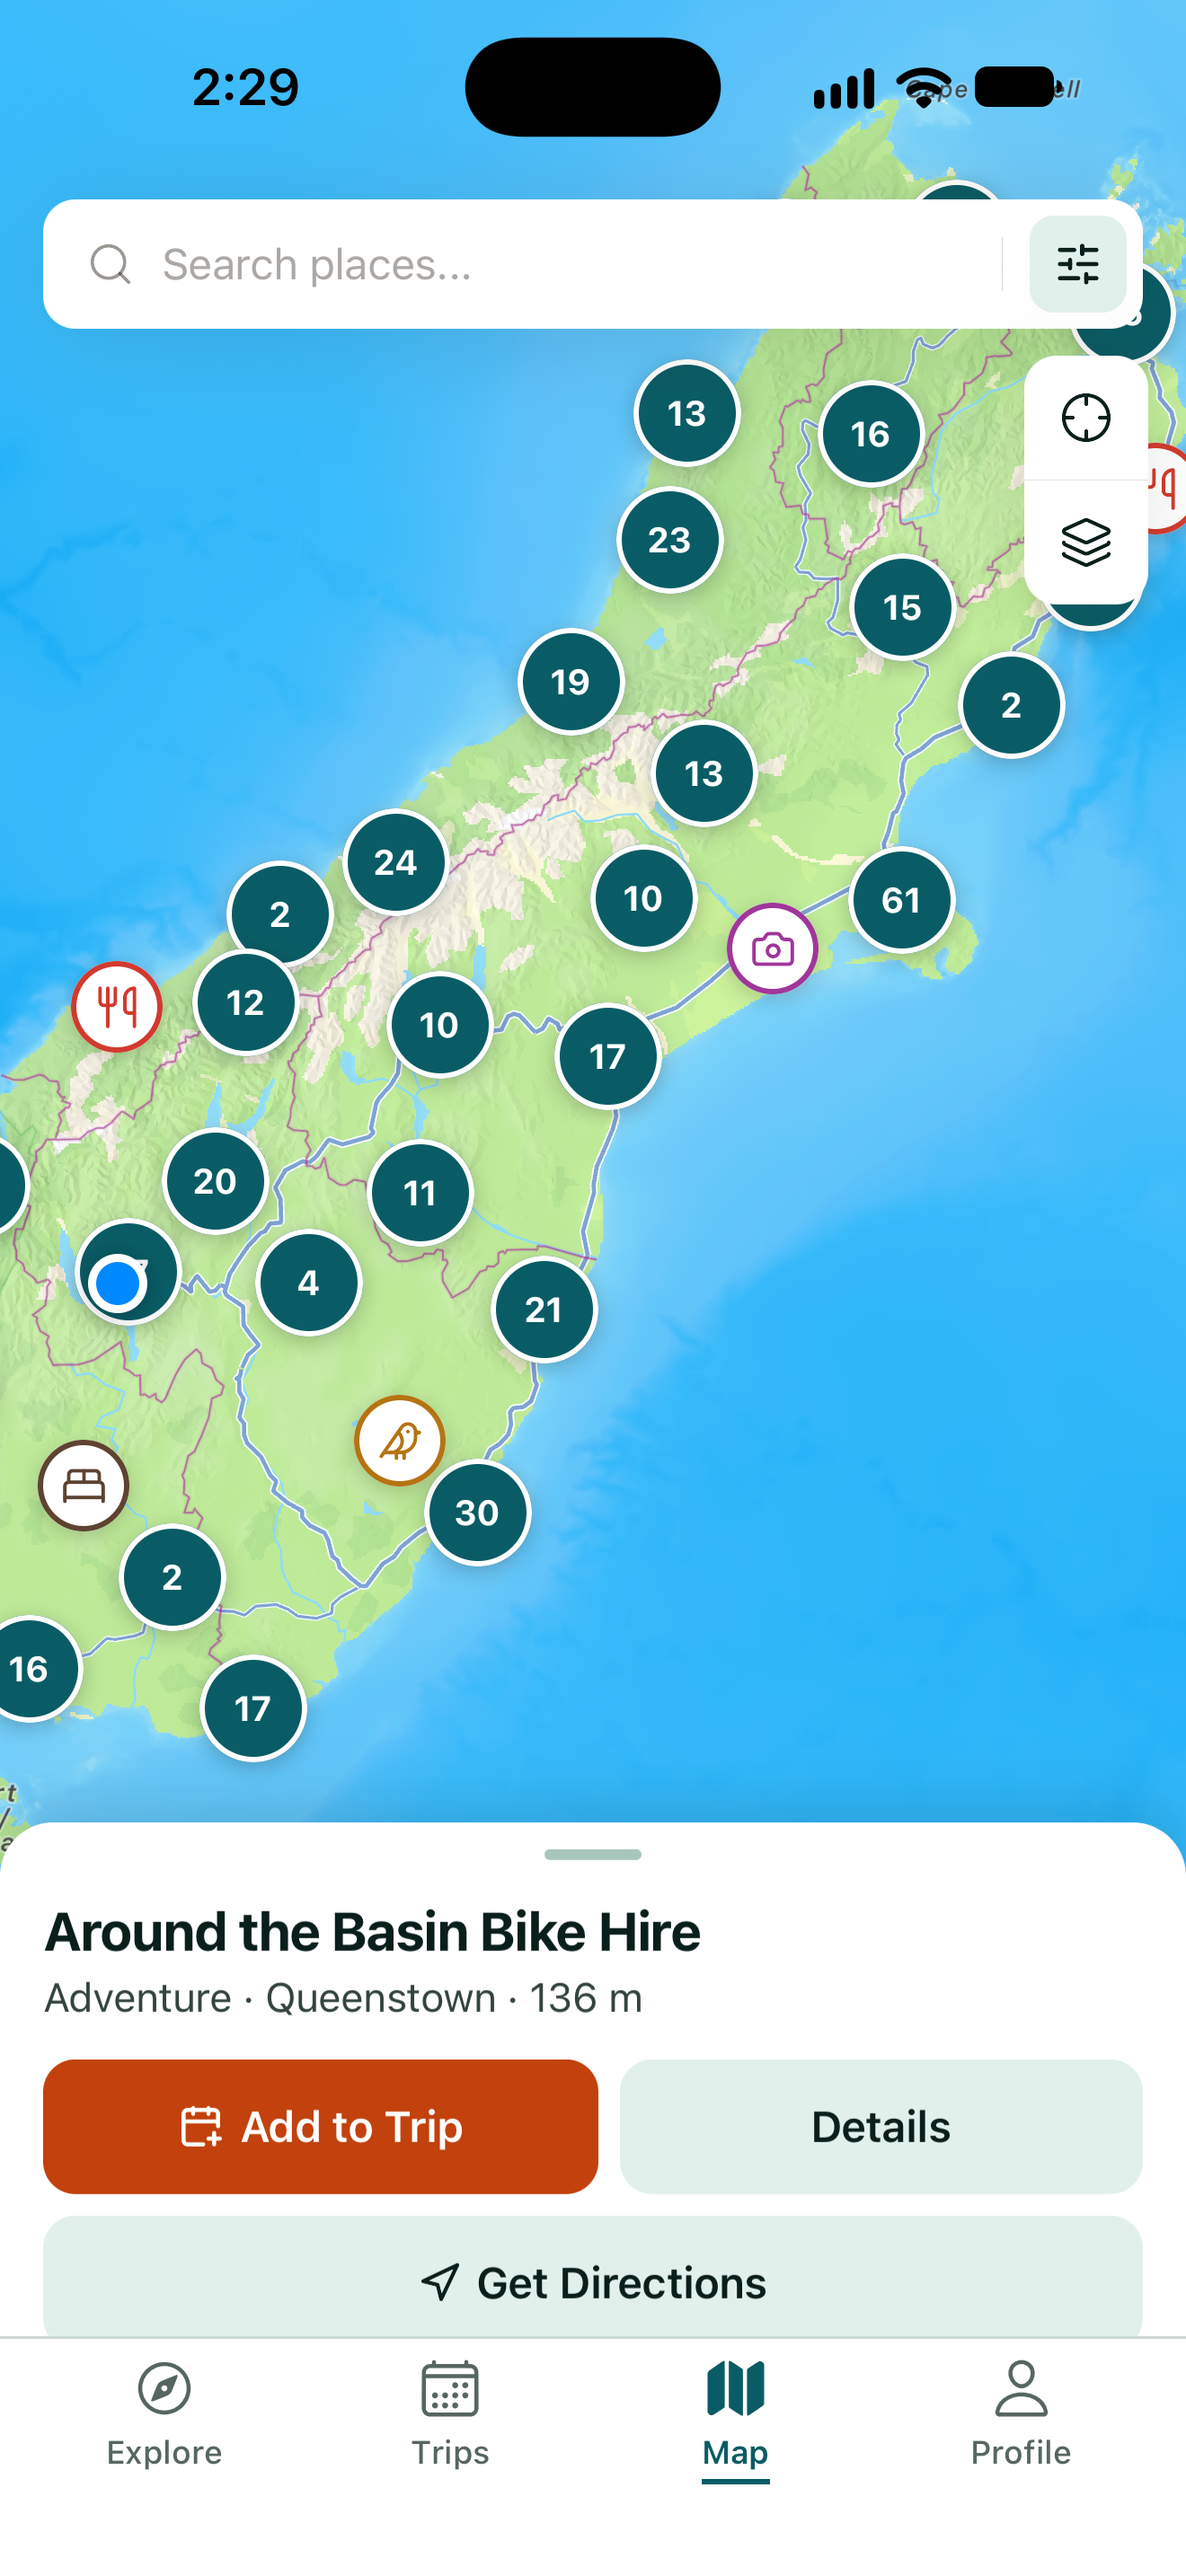 2:29
Search places...
13
16
23
15
19
2
13
24
10
61
2
12
10
17
20
11
4
21
30
2
16
17
Around the Basin Bike Hire
Adventure · Queenstown · 136 m
Add to Trip
Details
Get Directions
Explore
Trips
Map
Profile